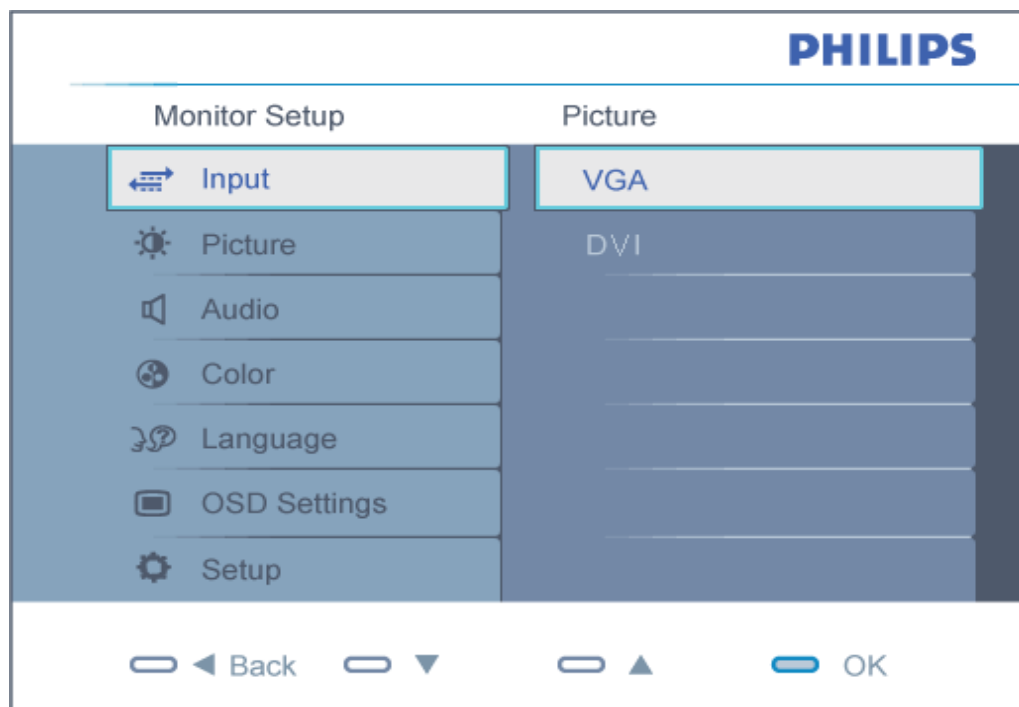 PHILIPS
Monitor Setup Picture
Input VGA
Picture DVI
Audio
Color
Language
OSD Settings
Setup
Back OK